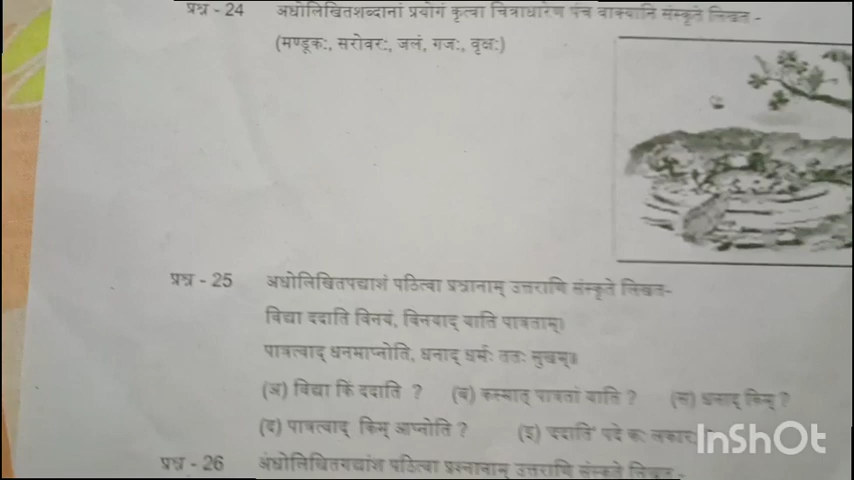 प्रश्न - 24 अधोलिखितशब्दानां प्रयोगं कृत्वा चित्राधारेण पंच वाक्यानि संस्कृते लिखत -
(मण्डूकः, सरोवरः, जलं, गजः, वृक्षः)
प्रश्न - 25 अधोलिखितपद्यांशं पठित्वा प्रश्नानाम् उत्तराणि संस्कृते लिखत-
विद्या ददाति विनयं, विनयाद् याति पात्रताम्।
पात्रत्वाद् धनमाप्नोति, धनाद् धर्मः ततः सुखम्॥
(अ) विद्या किं ददाति ? (ब) कस्मात् पात्रतां याति ? (स) धनाद् किम् ?
(द) पात्रत्वाद् किम् आप्नोति ? (इ) 'ददाति' पदे कः लकारः
InShOt
प्रश्न - 26 अधोलिखितगद्यांश पठित्वा प्रश्नानाम् उत्तराणि संस्कृते लिखत -